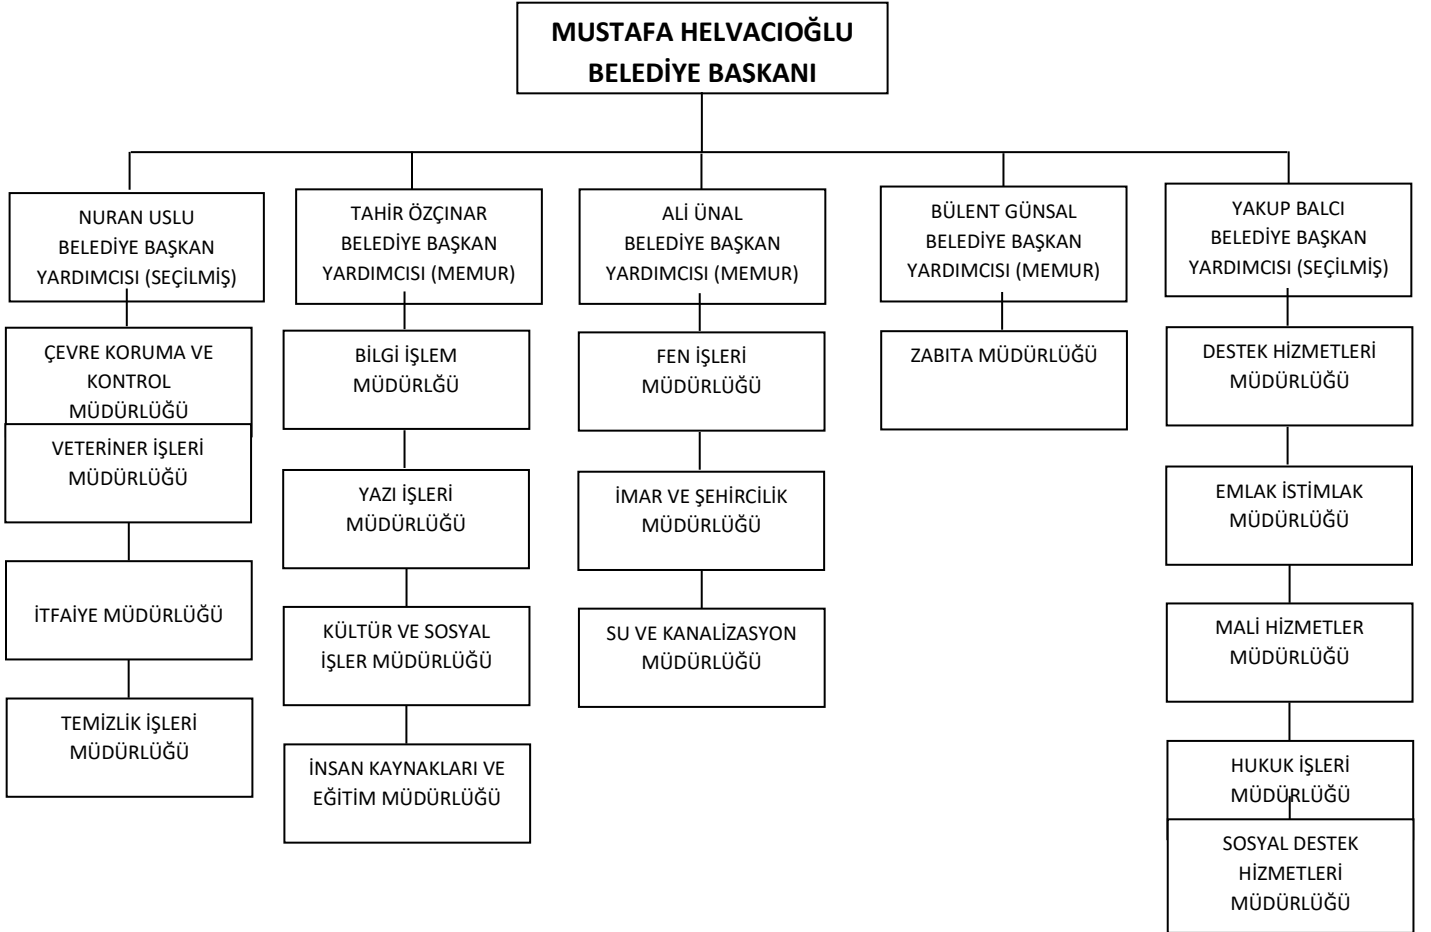 MUSTAFA HELVACIOĞLU
BELEDİYE BAŞKANI
NURAN USLU
BELEDİYE BAŞKAN
YARDIMCISI (SEÇİLMİŞ)
TAHİR ÖZÇINAR
BELEDİYE BAŞKAN
YARDIMCISI (MEMUR)
ALİ ÜNAL
BELEDİYE BAŞKAN
YARDIMCISI (MEMUR)
BÜLENT GÜNSAL
BELEDİYE BAŞKAN
YARDIMCISI (MEMUR)
YAKUP BALCI
BELEDİYE BAŞKAN
YARDIMCISI (SEÇİLMİŞ)
ÇEVRE KORUMA VE
KONTROL
MÜDÜRLÜĞÜ
VETERİNER İŞLERİ
MÜDÜRLÜĞÜ
İTFAİYE MÜDÜRLÜĞÜ
TEMİZLİK İŞLERİ
MÜDÜRLÜĞÜ
BİLGİ İŞLEM
MÜDÜRLĞÜ
YAZI İŞLERİ
MÜDÜRLÜĞÜ
KÜLTÜR VE SOSYAL
İŞLER MÜDÜRLÜĞÜ
İNSAN KAYNAKLARI VE
EĞİTİM MÜDÜRLÜĞÜ
FEN İŞLERİ
MÜDÜRLÜĞÜ
İMAR VE ŞEHİRCİLİK
MÜDÜRLÜĞÜ
SU VE KANALİZASYON
MÜDÜRLÜĞÜ
ZABITA MÜDÜRLÜĞÜ
DESTEK HİZMETLERİ
MÜDÜRLÜĞÜ
EMLAK İSTİMLAK
MÜDÜRLÜĞÜ
MALİ HİZMETLER
MÜDÜRLÜĞÜ
HUKUK İŞLERİ
MÜDÜRLÜĞÜ
SOSYAL DESTEK
HİZMETLERİ
MÜDÜRLÜĞÜ